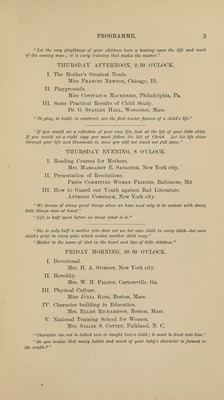 PROGRAMME. 3
"Let the very playthings of your children have a bearing upon the life and work
of the coming man; it is early training that makes the master."
THURSDAY AFTERNOON, 2:30 O'CLOCK.
I. The Mother's Greatest Needs.
Miss FRANCES NEWTON, Chicago, Ill.
II. Playgrounds.
Miss CONSTANCE MACKENZIE, Philadelphia, Pa.
III. Some Practical Results of Child Study.
Dr. G. STANLEY HALL, Worcester, Mass.
"To play, to build, to construct, are the first tender flowers of a child's life."
"If you would see a reflection of your own life, look at the life of your little child.
If you would set a right copy you must follow the life of Christ. Let his life shine
through your life and illuminate it, since you will not stand out full alone."
THURSDAY EVENING, 8 O'CLOCK.
I. Reading Courses for Mothers.
Mrs. MARGARET E. SANGSTER, New York city.
II. Presentation of Resolutions.
PRESS COMMITTEE WOMEN FRIENDS, Baltimore, Md.
III. How to Guard our Youth against Bad Literature.
ANTHONY COMSTOCK, New York city.
"We dream of doing great things when we have need only to be content with doing
little things done at hand."
"Life is half spent before we know what it is."
"She is only half a mother who does not see her own child in every child—her own
child's grief in every pain which makes another child weep."
"Mother is the name of God in the heart and lips of little children."
FRIDAY MORNING, 10:30 O'CLOCK.
I. Devotional.
Mrs. H. A. STIMSON, New York city.
II. Heredity.
Mrs. W. H. FELTON, Cartersville, Ga.
III. Physical Culture.
Miss JULIA KING, Boston, Mass.
IV. Character building in Education.
Mrs. ELLEN RICHARDSON, Boston, Mass.
V. National Training School for Women.
Mrs. SALLIE S. COTTEN, Falkland, N. C.
"Character can not be talked into or taught into a child; it must be lived into him."
"Do you realize that many habits and much of your baby's character is formed in
the cradle?"